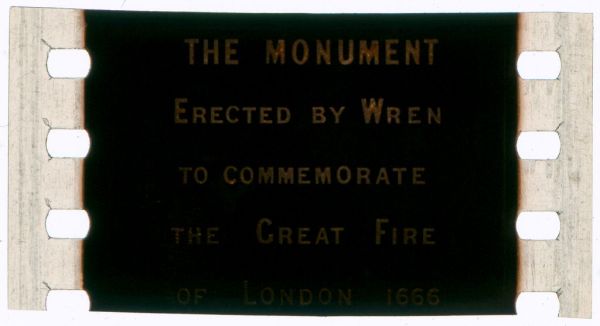 THE MONUMENT
ERECTED BY WREN
TO COMMEMORATE
THE GREAT FIRE
OF LONDON 1666